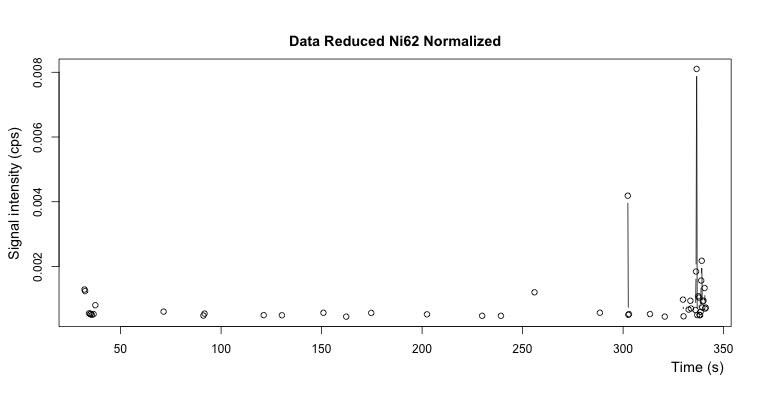 Data Reduced Ni62 Normalized
Signal intensity (cps)
0.008
0.006
0.004
0.002
50 100 150 200 250 300 350
Time (s)